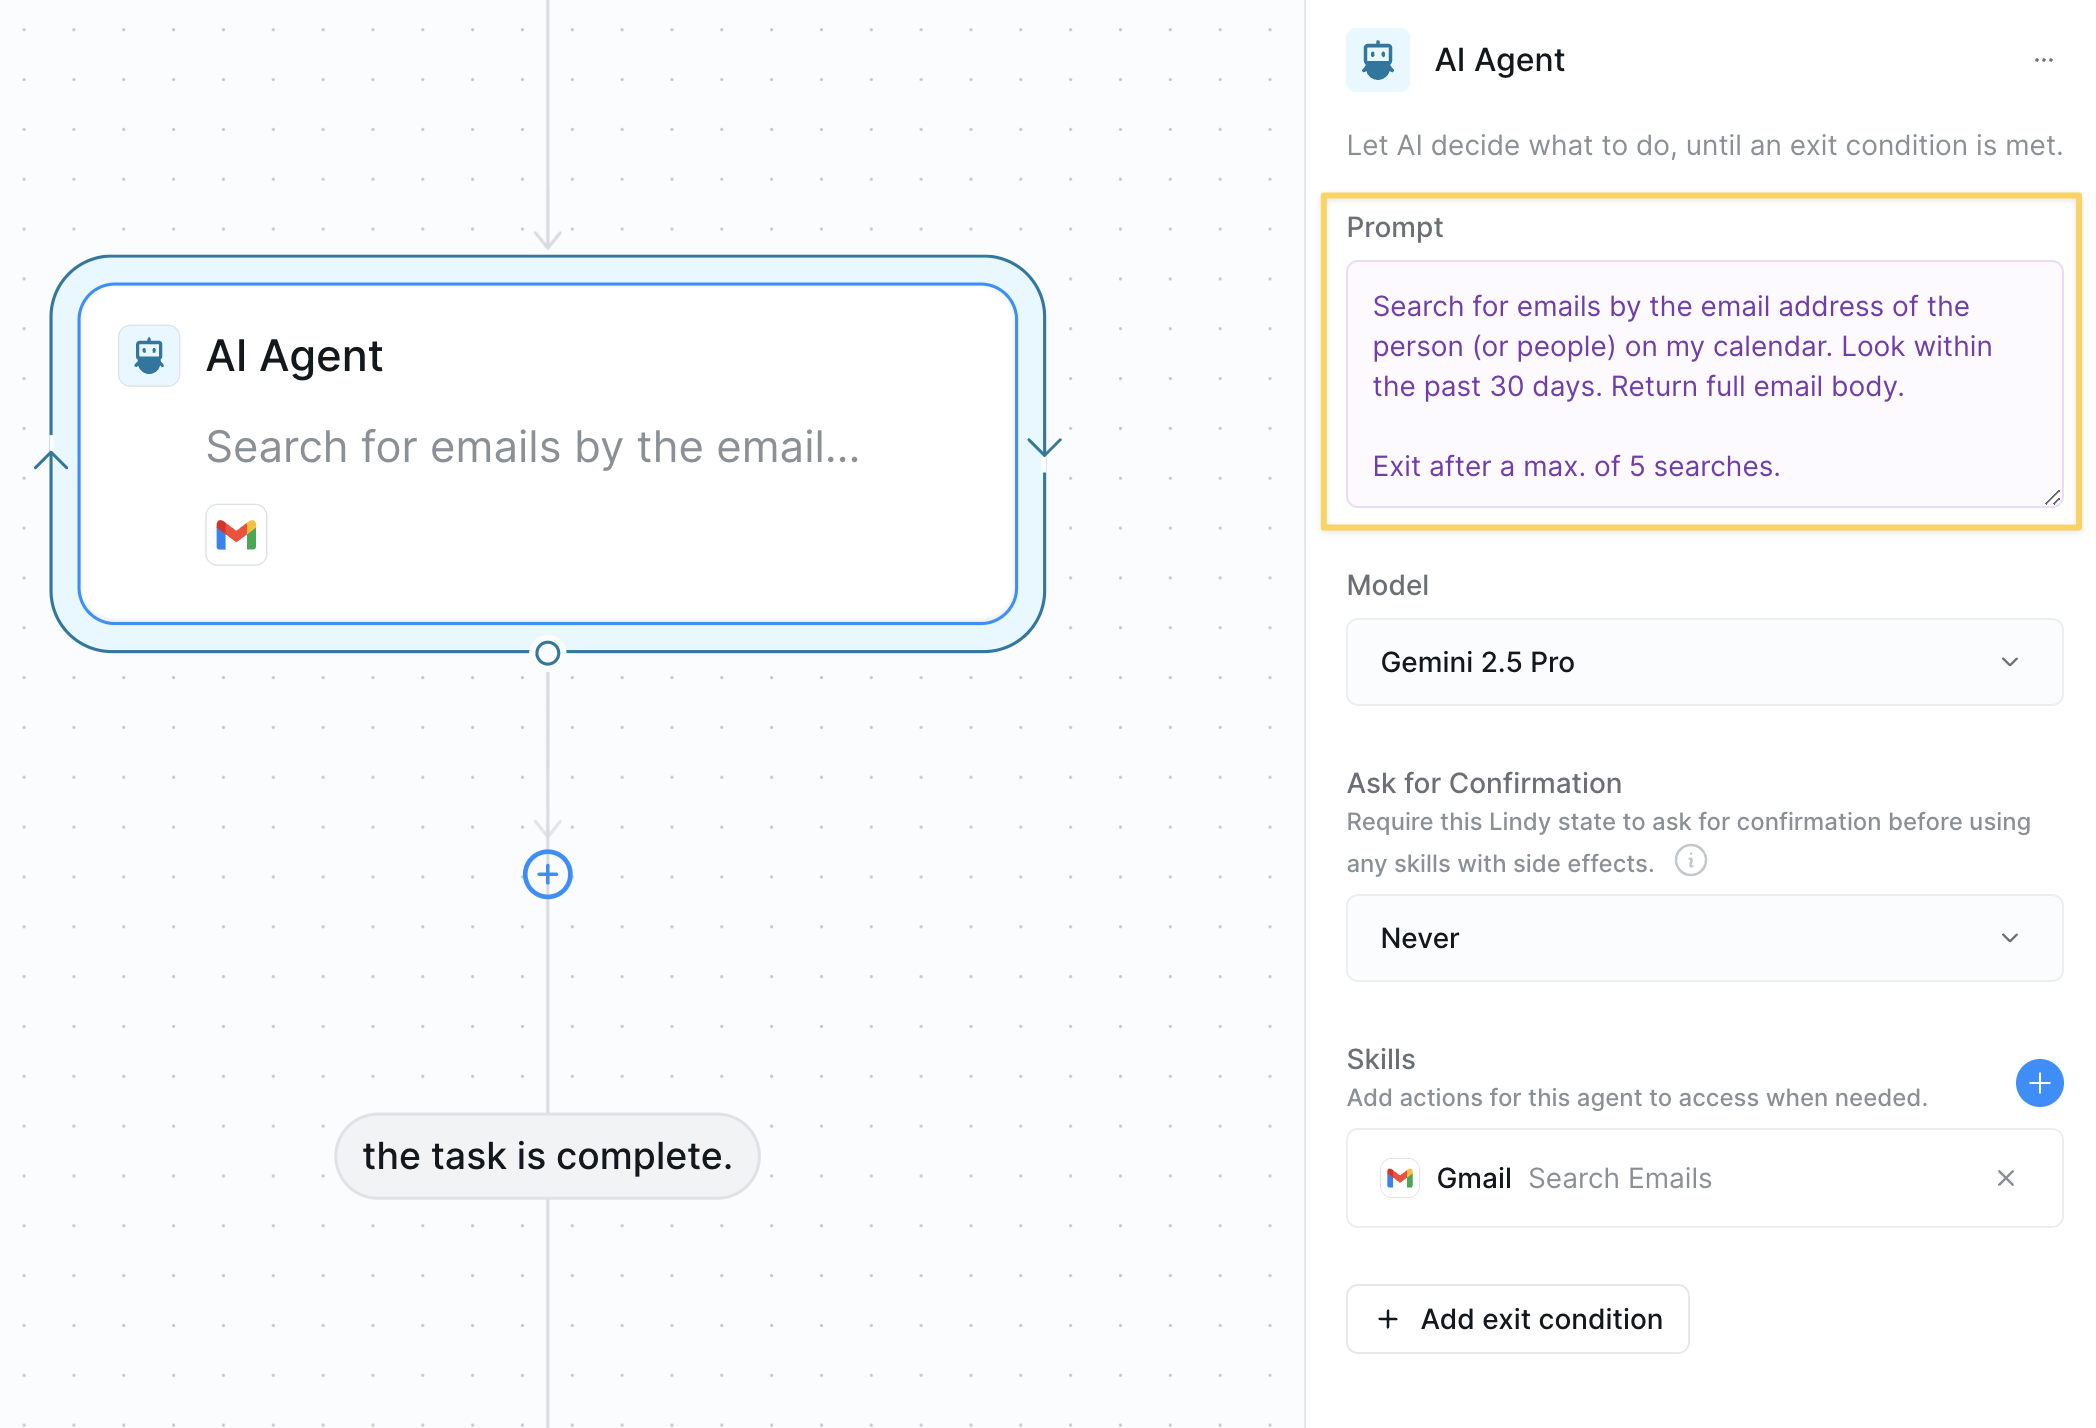 AI Agent
Search for emails by the email...
the task is complete.
AI Agent
Let AI decide what to do, until an exit condition is met.
Prompt
Search for emails by the email address of the
person (or people) on my calendar. Look within
the past 30 days. Return full email body.
Exit after a max. of 5 searches.
Model
Gemini 2.5 Pro
Ask for Confirmation
Require this Lindy state to ask for confirmation before using
any skills with side effects.
Never
Skills
Add actions for this agent to access when needed.
Gmail Search Emails
Add exit condition